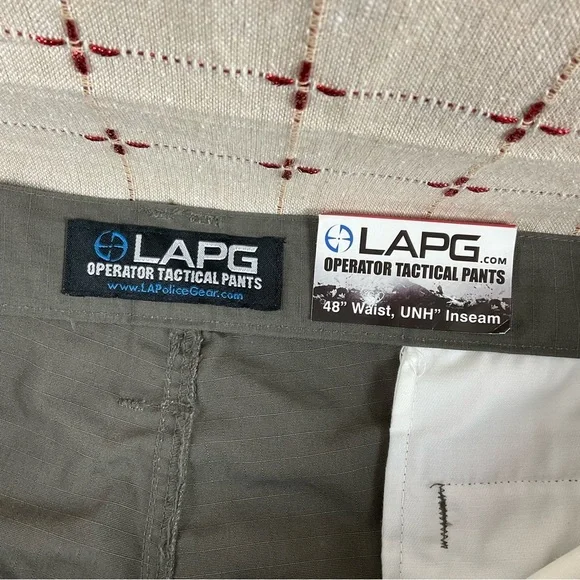 LAPG
OPERATOR TACTICAL PANTS
www.LAPoliceGear.com
LAPG.com
OPERATOR TACTICAL PANTS
48" Waist, UNH" Inseam